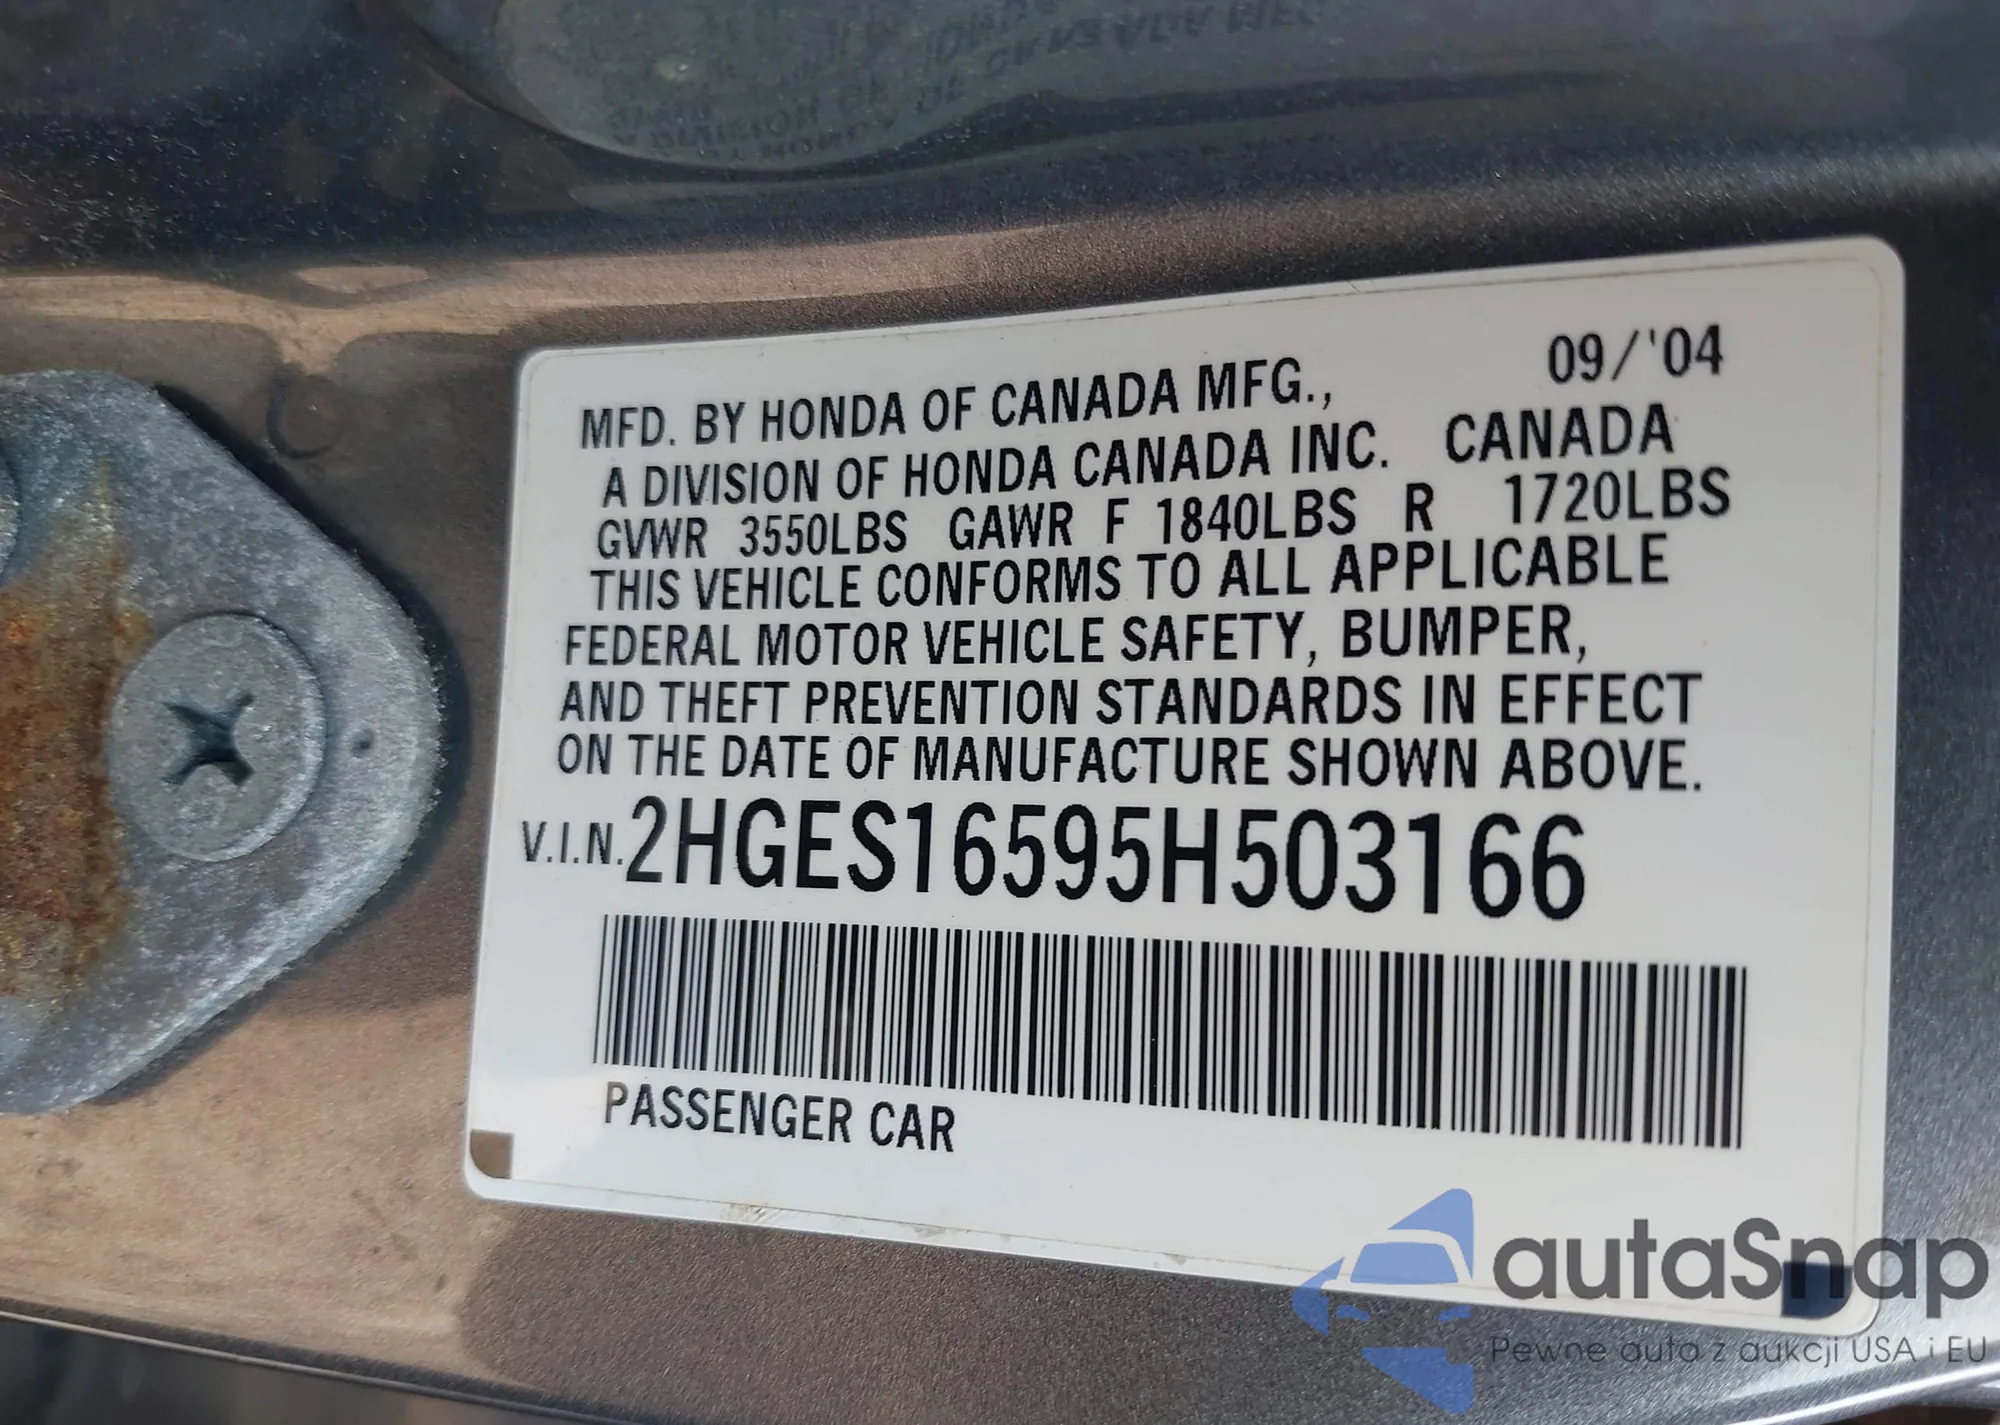 09/'04
MFD. BY HONDA OF CANADA MFG.,
A DIVISION OF HONDA CANADA INC. CANADA
GVWR 3550LBS GAWR F 1840LBS R 1720LBS
THIS VEHICLE CONFORMS TO ALL APPLICABLE
FEDERAL MOTOR VEHICLE SAFETY, BUMPER,
AND THEFT PREVENTION STANDARDS IN EFFECT
ON THE DATE OF MANUFACTURE SHOWN ABOVE.
V.I.N. 2HGES16595H503166
PASSENGER CAR
autaSnap
Pewne auta z aukcji USA i EU